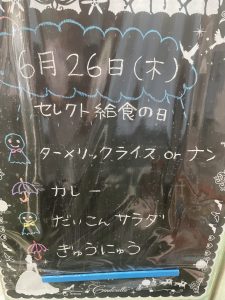 6月26日(木)
セレクト給食の日
ターメリックライス or ナン
カレー
だいこんサラダ
ぎゅうにゅう
Cinderella